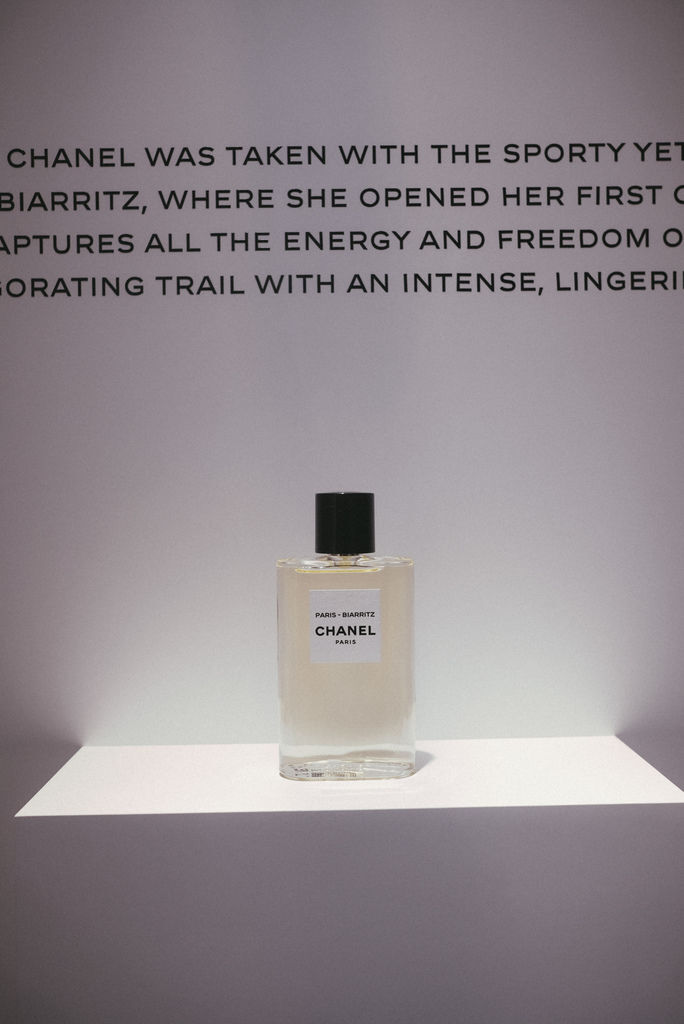 CHANEL WAS TAKEN WITH THE SPORTY YET
BIARRITZ, WHERE SHE OPENED HER FIRST
APTURES ALL THE ENERGY AND FREEDOM O
GORATING TRAIL WITH AN INTENSE, LINGERI
PARIS - BIARRITZ
CHANEL
PARIS